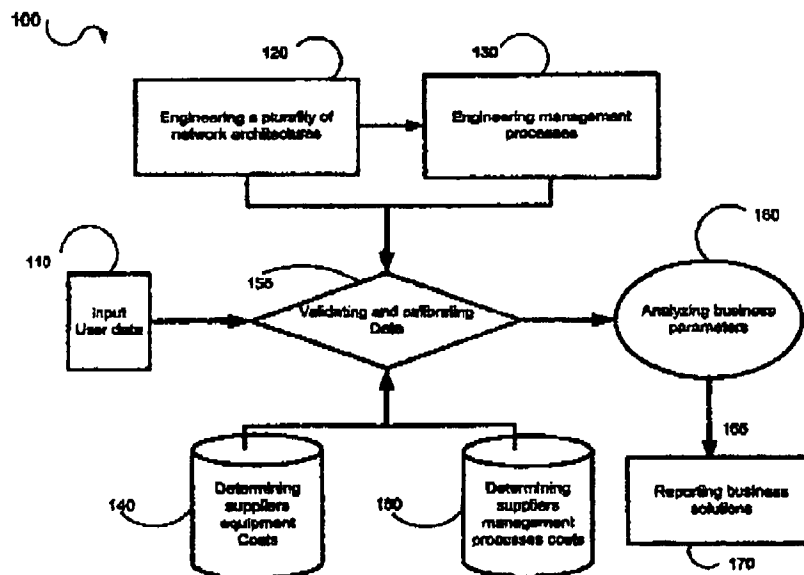 100
120
130
Engineering a plurality of
network architectures
Engineering management
processes
160
110
155
Input
User data
Validating and calibrating
Data
Analyzing business
parameters
165
140
Determining
suppliers
equipment
Costs
150
Determining
suppliers
management
processes costs
Reporting business
solutions
170